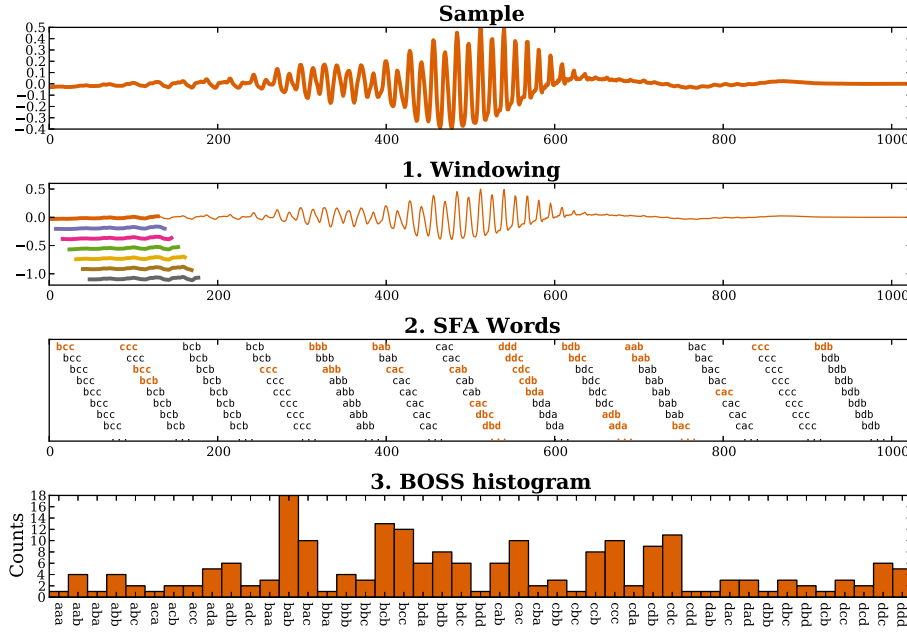 Sample
0.5
0.4
0.3
0.2
0.1
0.0
−0.1
−0.2
−0.3
−0.4
0 200 400 600 800 1000
1. Windowing
0.5
0.0
−0.5
−1.0
0 200 400 600 800 1000
2. SFA Words
bcc ccc bcb bcb bbb bab cac ddd bdb aab bac ccc bdb
bcc ccc bcb bcb bbb bab cac ddc bdc bab bac ccc bdb
bcc bcc bcb ccc abb cac cab cdc bdc bab bac ccc bdb
bcc bcb bcb ccc abb cac cab cdb bdc bab bac ccc bdb
bcc bcb bcb ccc abb cac cab bda bdc bab cac ccc bdb
bcc bcb bcb ccc abb cac cac bda bdc bab cac ccc bdb
bcc bcb bcb ccc abb cac dbc bda adb bab cac ccc bdb
bcc bcb bcb ccc abb cac dbd bda ada bac cac ccc bdb
... ... ... ... ... ... ... ... ... ... ... ... ...
0 200 400 600 800 1000
3. BOSS histogram
Counts
18
16
14
12
10
8
6
4
2
0
aaa aab aba abb abc aca acb acc ada adb adc baa bab bac bba bbb bbc bcb bcc bda bdb bdc bdd cab cac cba cbb cbc ccb ccc cda cdb cdc cdd dab dac dad dbb dbc dbd dcb dcc dcd ddb ddc ddd